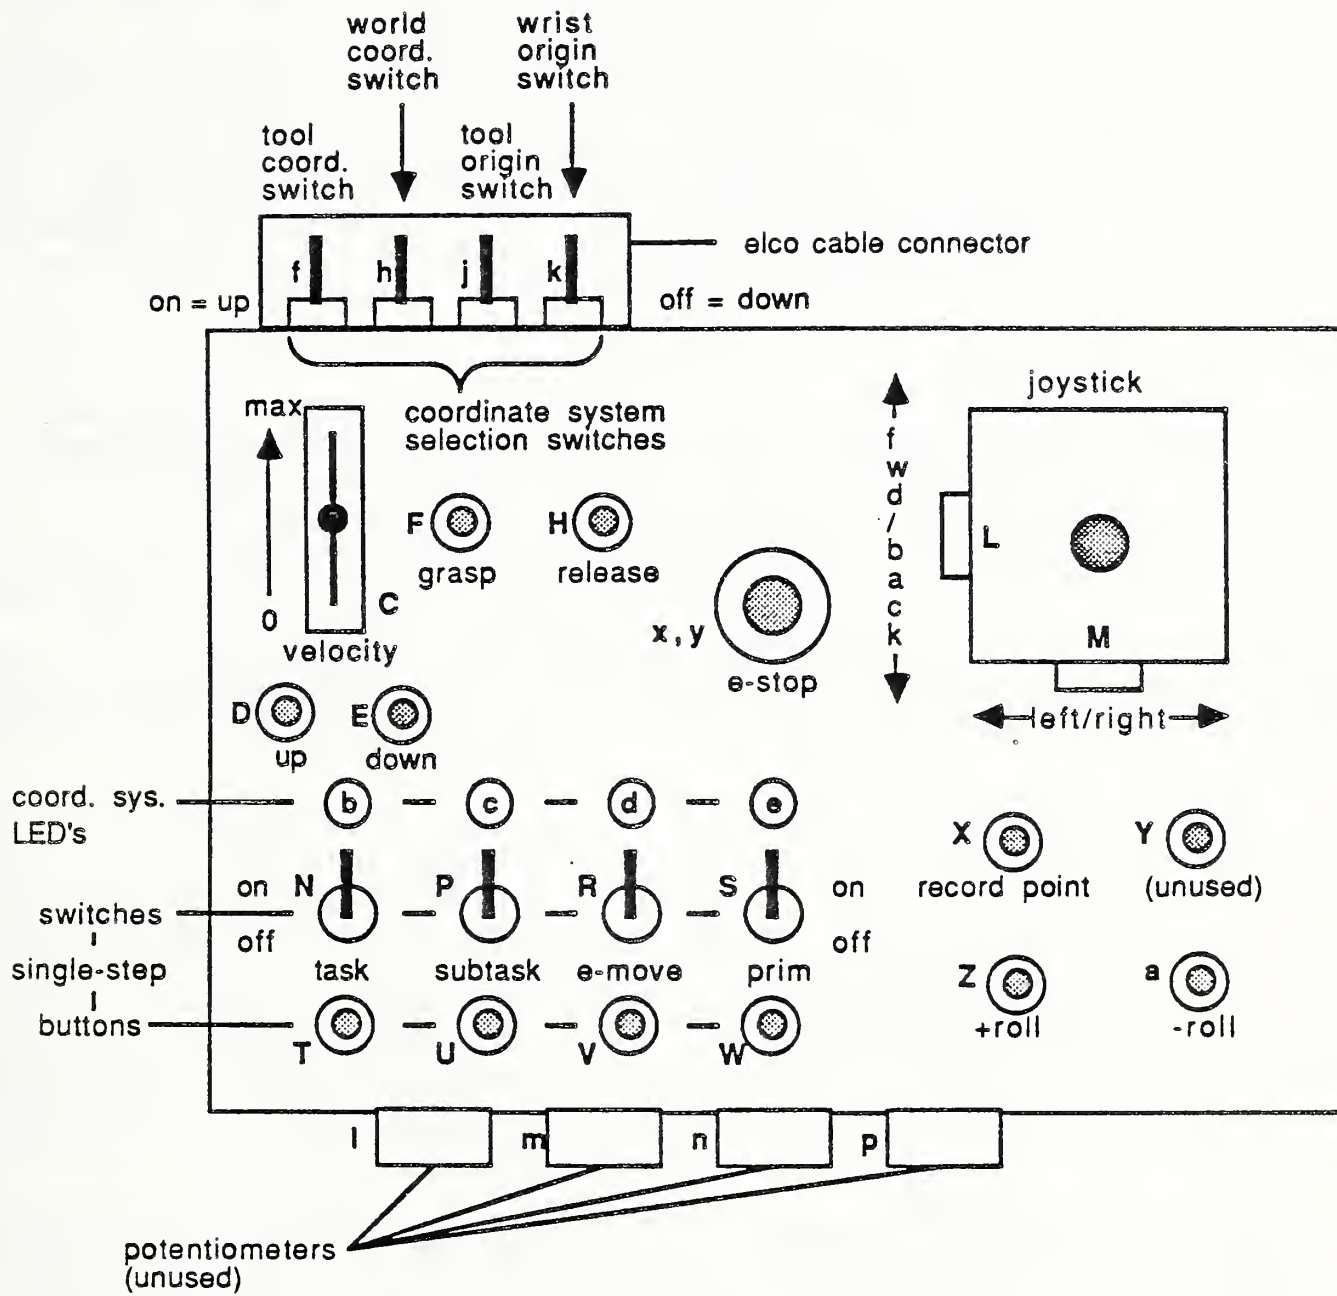 world
coord.
switch
wrist
origin
switch
tool
coord.
switch
tool
origin
switch
f
h
j
k
elco cable connector
on = up
off = down
coordinate system
selection switches
max
0
C
velocity
F
grasp
H
release
x, y
e-stop
fwd/back
joystick
L
M
left/right
D
up
E
down
coord. sys.
LED's
b
c
d
e
X
record point
Y
(unused)
switches
on
off
N
P
R
S
on
off
single-step
task
subtask
e-move
prim
Z
+roll
a
-roll
buttons
T
U
V
W
l
m
n
p
potentiometers
(unused)